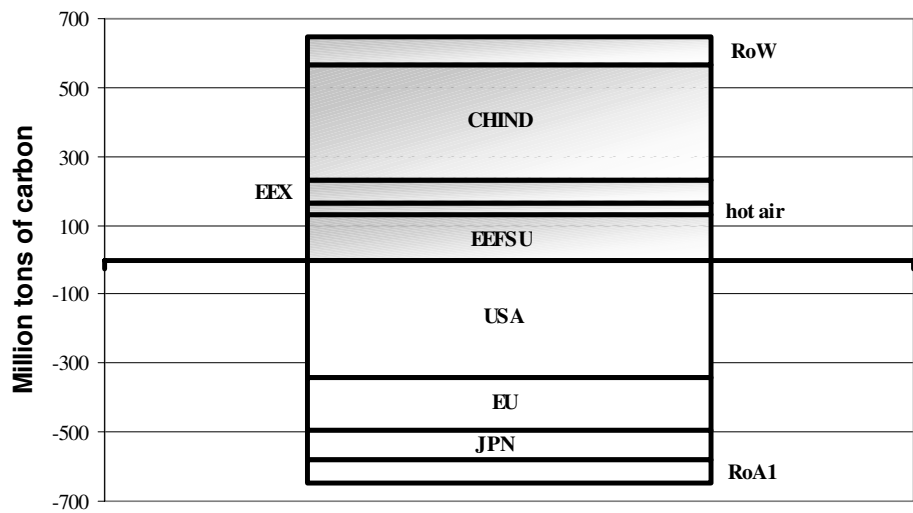 Million tons of carbon
700
500
300
100
-100
-300
-500
-700
RoW
CHIND
EEX
hot air
EEFSU
USA
EU
JPN
RoA1